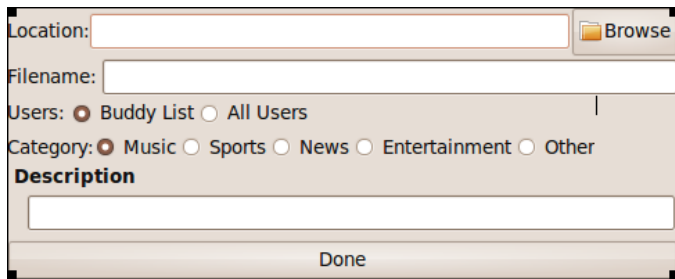 Location: Browse
Filename:
Users: Buddy List All Users
Category: Music Sports News Entertainment Other
Description
Done